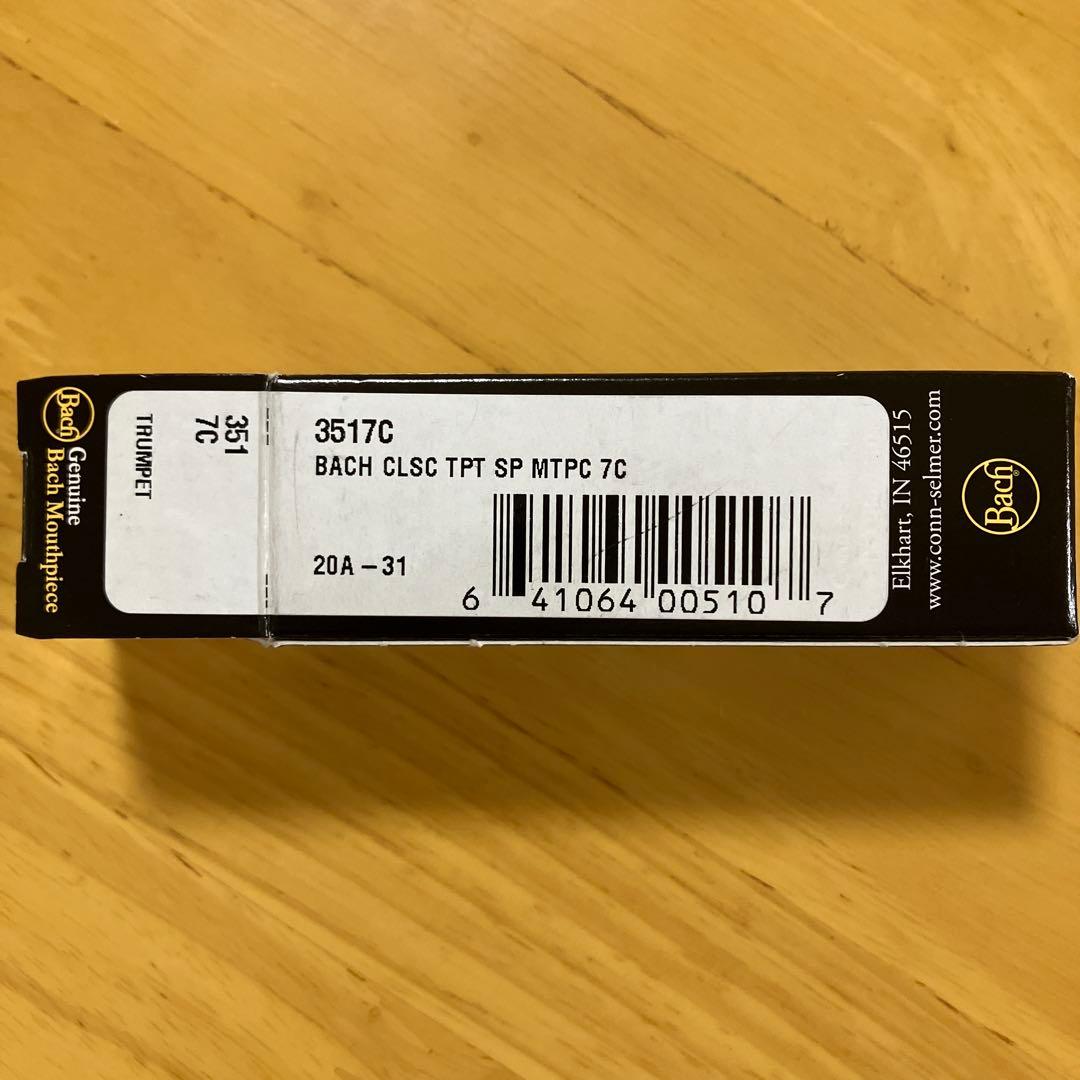 Bach
Genuine
Bach Mouthpiece
351
7C
TRUMPET
3517C
BACH CLSC TPT SP MTPC 7C
20A-31
6 41064 00510 7
Elkhart, IN 46515
www.conn-selmer.com
Bach®